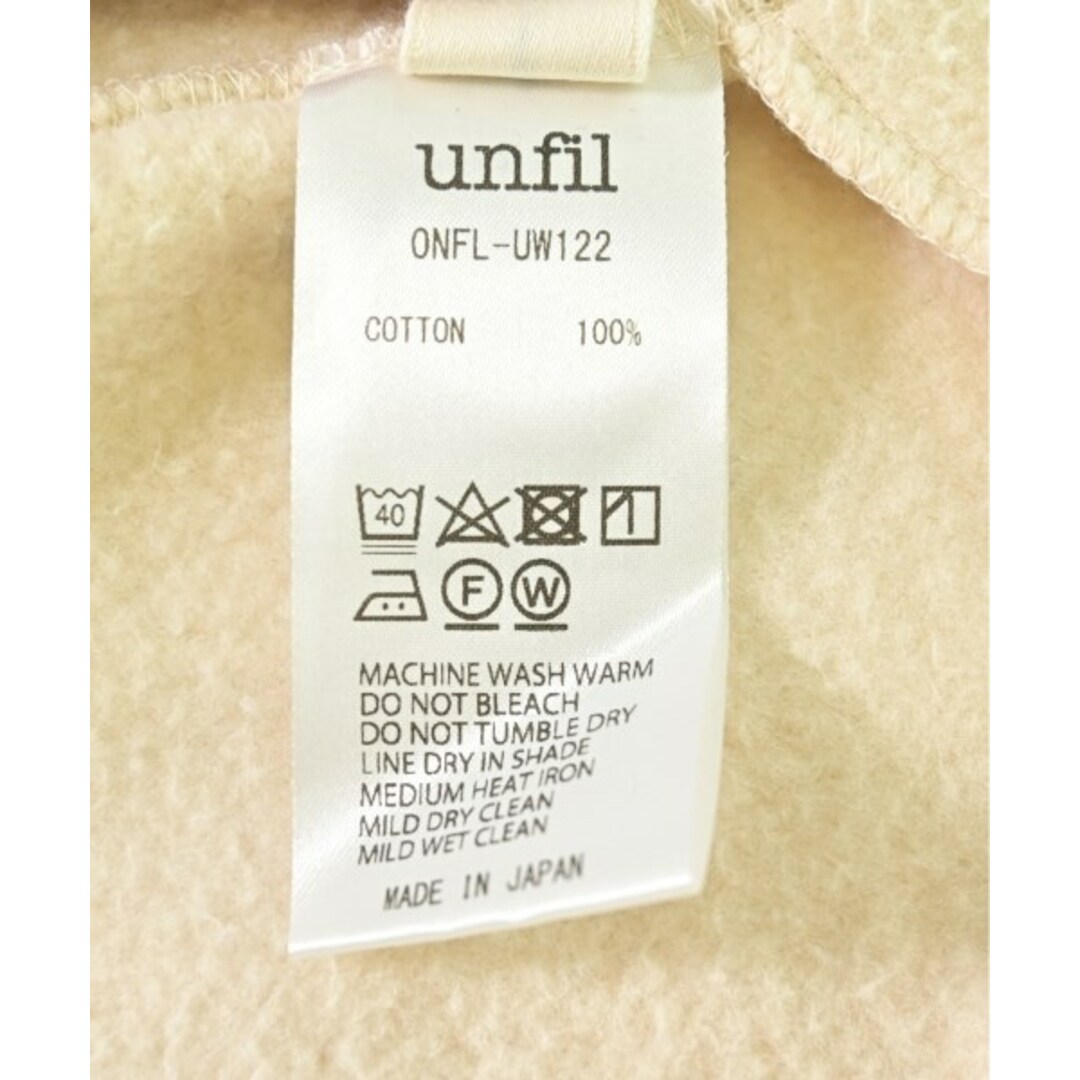 unfil
ONFL-UW122
COTTON 100%
40
F W
MACHINE WASH WARM
DO NOT BLEACH
DO NOT TUMBLE DRY
LINE DRY IN SHADE
MEDIUM HEAT IRON
MILD DRY CLEAN
MILD WET CLEAN
MADE IN JAPAN